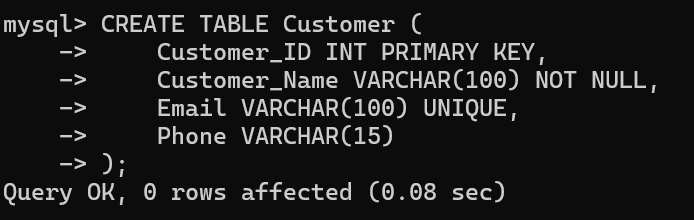 mysql> CREATE TABLE Customer (
    ->     Customer_ID INT PRIMARY KEY,
    ->     Customer_Name VARCHAR(100) NOT NULL,
    ->     Email VARCHAR(100) UNIQUE,
    ->     Phone VARCHAR(15)
    -> );
Query OK, 0 rows affected (0.08 sec)